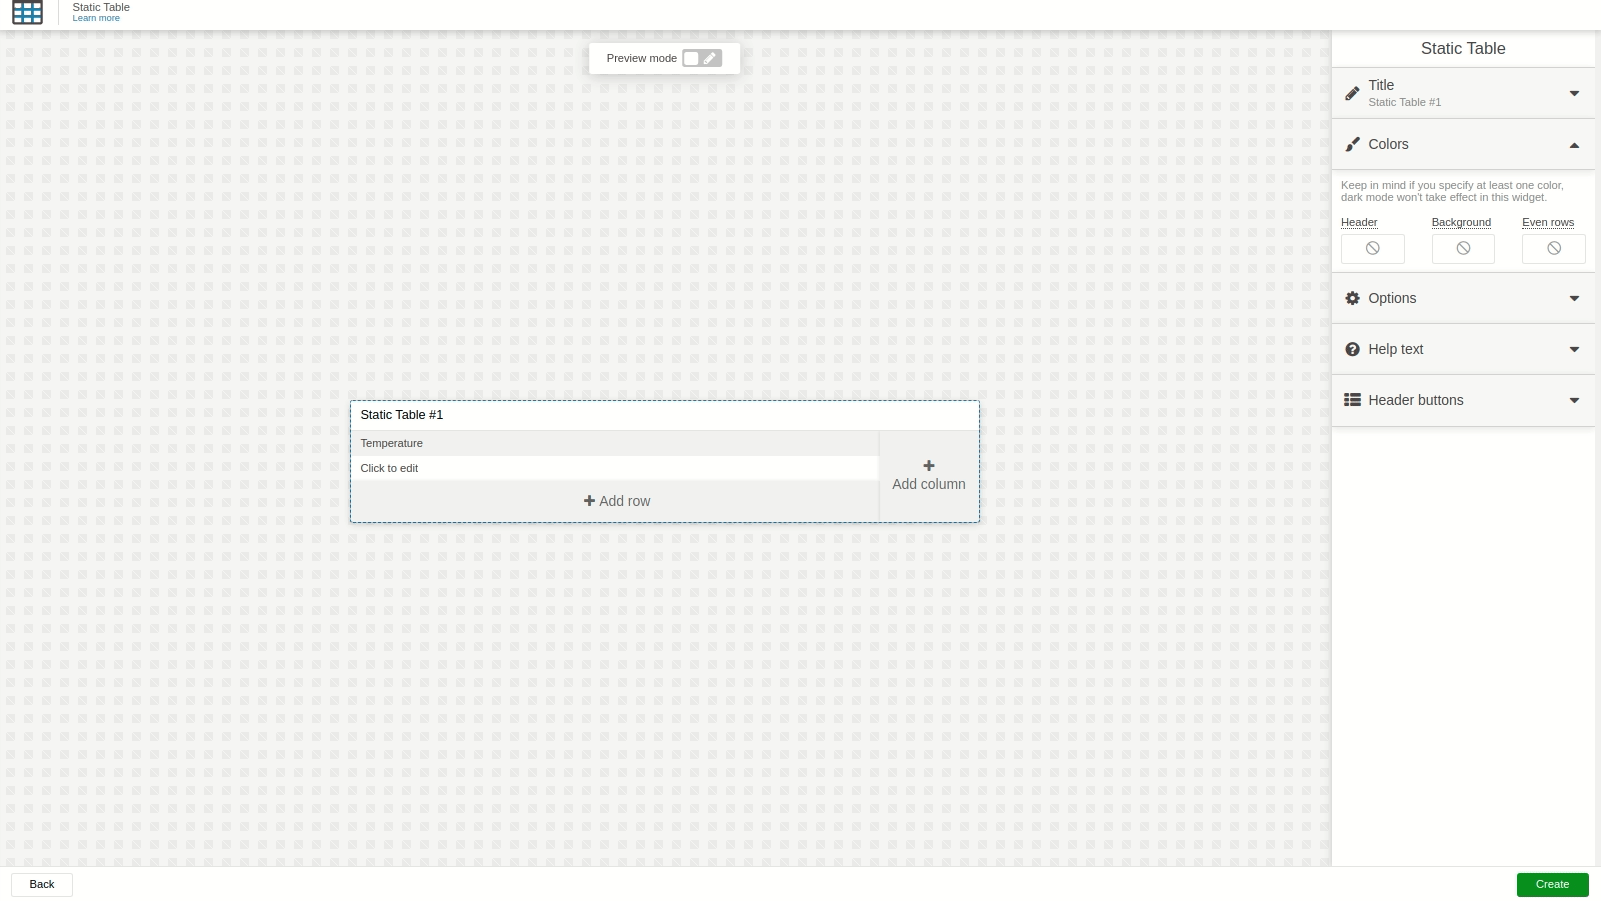 Static Table
Learn more
Preview mode
Static Table
Title
Static Table #1
Colors
Keep in mind if you specify at least one color,
dark mode won't take effect in this widget.
Header Background Even rows
Options
Help text
Header buttons
Static Table #1
Temperature
Click to edit
Add row
Add column
Back
Create